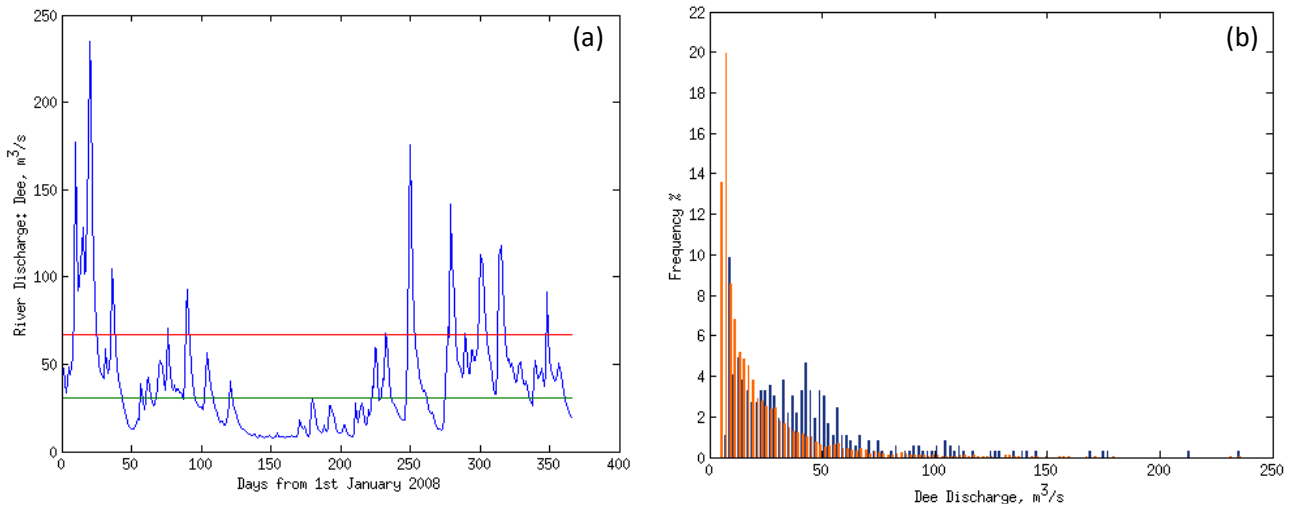 (a)
River Discharge: Dee, m³/s
250
200
150
100
50
0
0 50 100 150 200 250 300 350 400
Days from 1st January 2008
(b)
Frequency %
22
20
18
16
14
12
10
8
6
4
2
0
0 50 100 150 200 250
Dee Discharge, m³/s